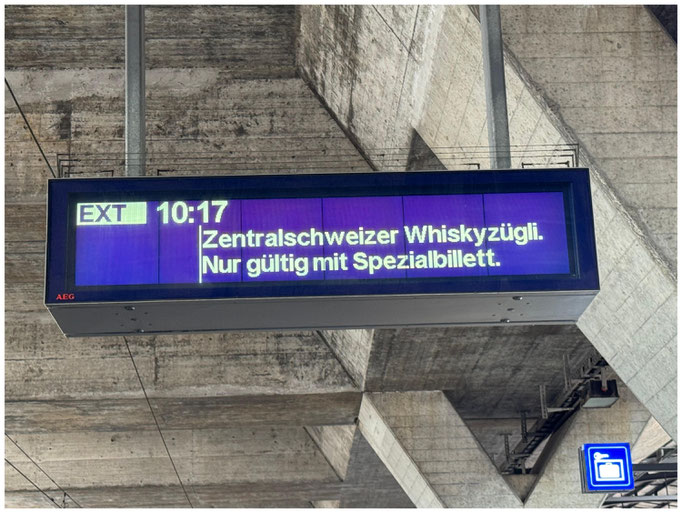 EXT 10:17
Zentralschweizer Whiskyzügli.
Nur gültig mit Spezialbillett.
AEG